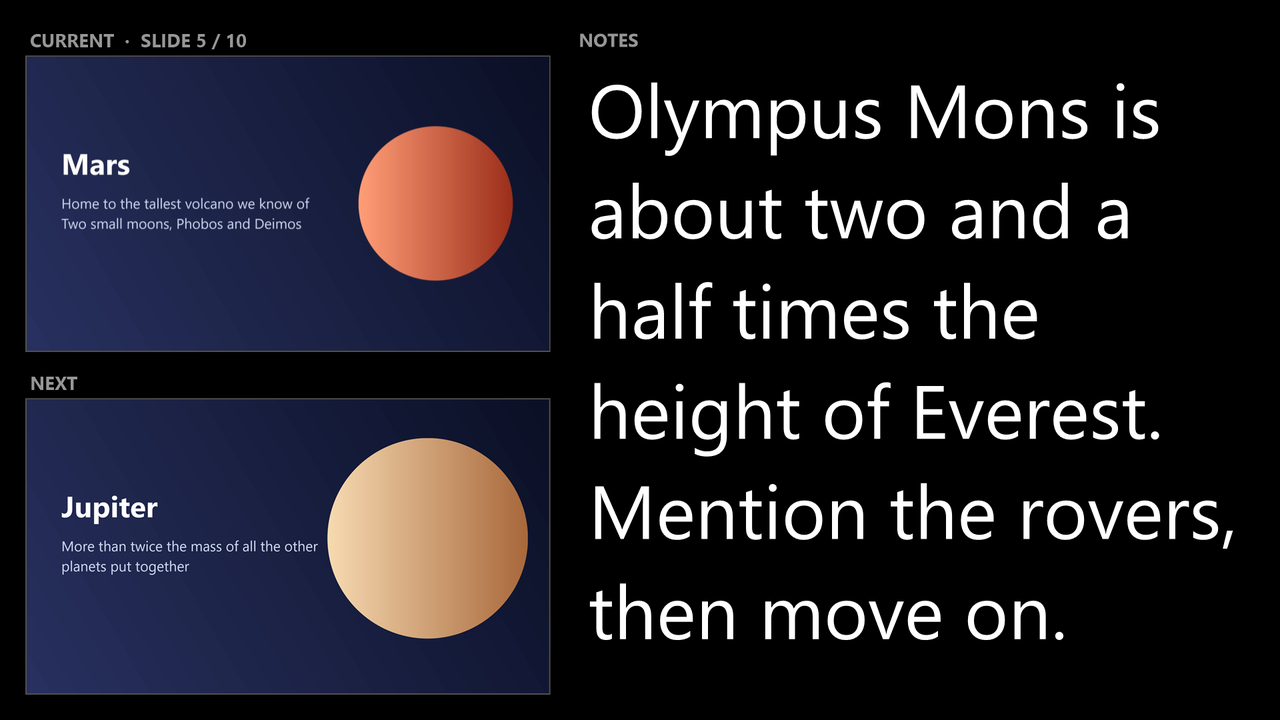 CURRENT · SLIDE 5 / 10
Mars
Home to the tallest volcano we know of
Two small moons, Phobos and Deimos
NEXT
Jupiter
More than twice the mass of all the other
planets put together
NOTES
Olympus Mons is
about two and a
half times the
height of Everest.
Mention the rovers,
then move on.